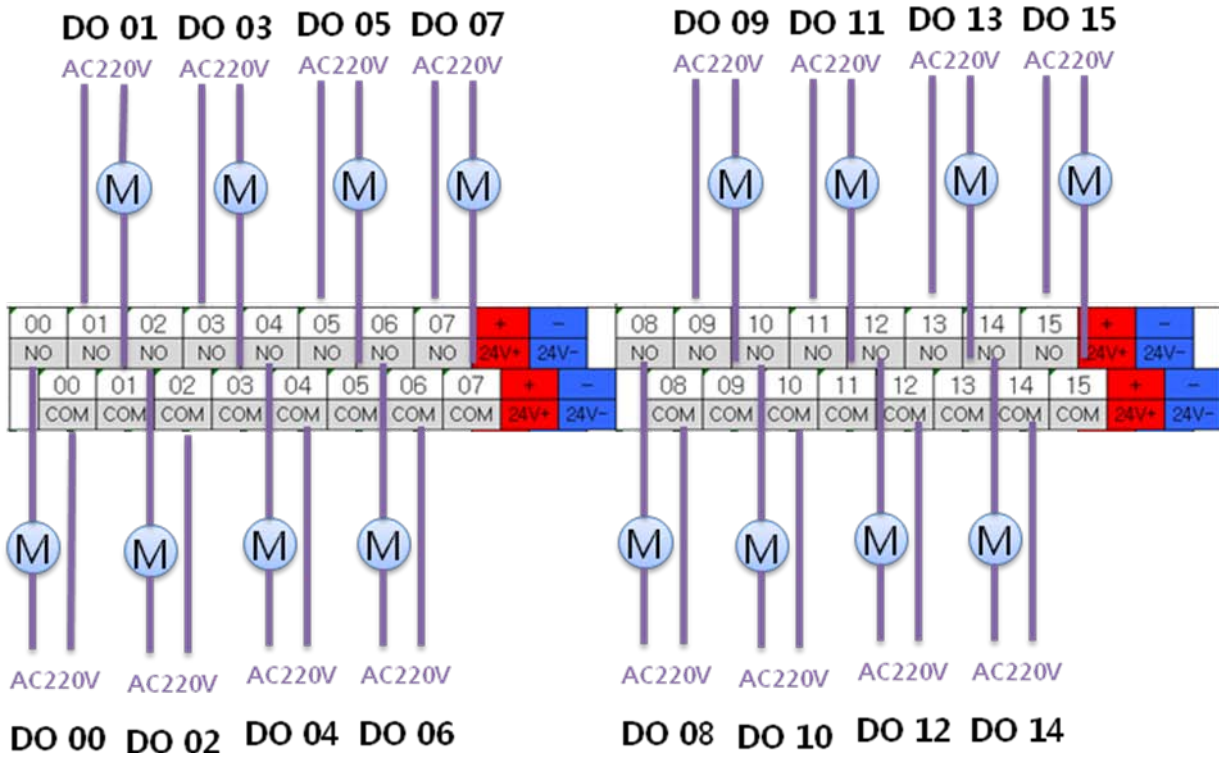 DO 01 DO 03 DO 05 DO 07 DO 09 DO 11 DO 13 DO 15
AC220V AC220V AC220V AC220V AC220V AC220V AC220V AC220V
M M M M M M M M
00 01 02 03 04 05 06 07 + - 08 09 10 11 12 13 14 15 + -
NO NO NO NO NO NO NO NO 24V+ 24V- NO NO NO NO NO NO NO NO 24V+ 24V-
00 01 02 03 04 05 06 07 + - 08 09 10 11 12 13 14 15 + -
COM COM COM COM COM COM COM COM 24V+ 24V- COM COM COM COM COM COM COM COM 24V+ 24V-
M M M M M M M M
AC220V AC220V AC220V AC220V AC220V AC220V AC220V AC220V
DO 00 DO 02 DO 04 DO 06 DO 08 DO 10 DO 12 DO 14